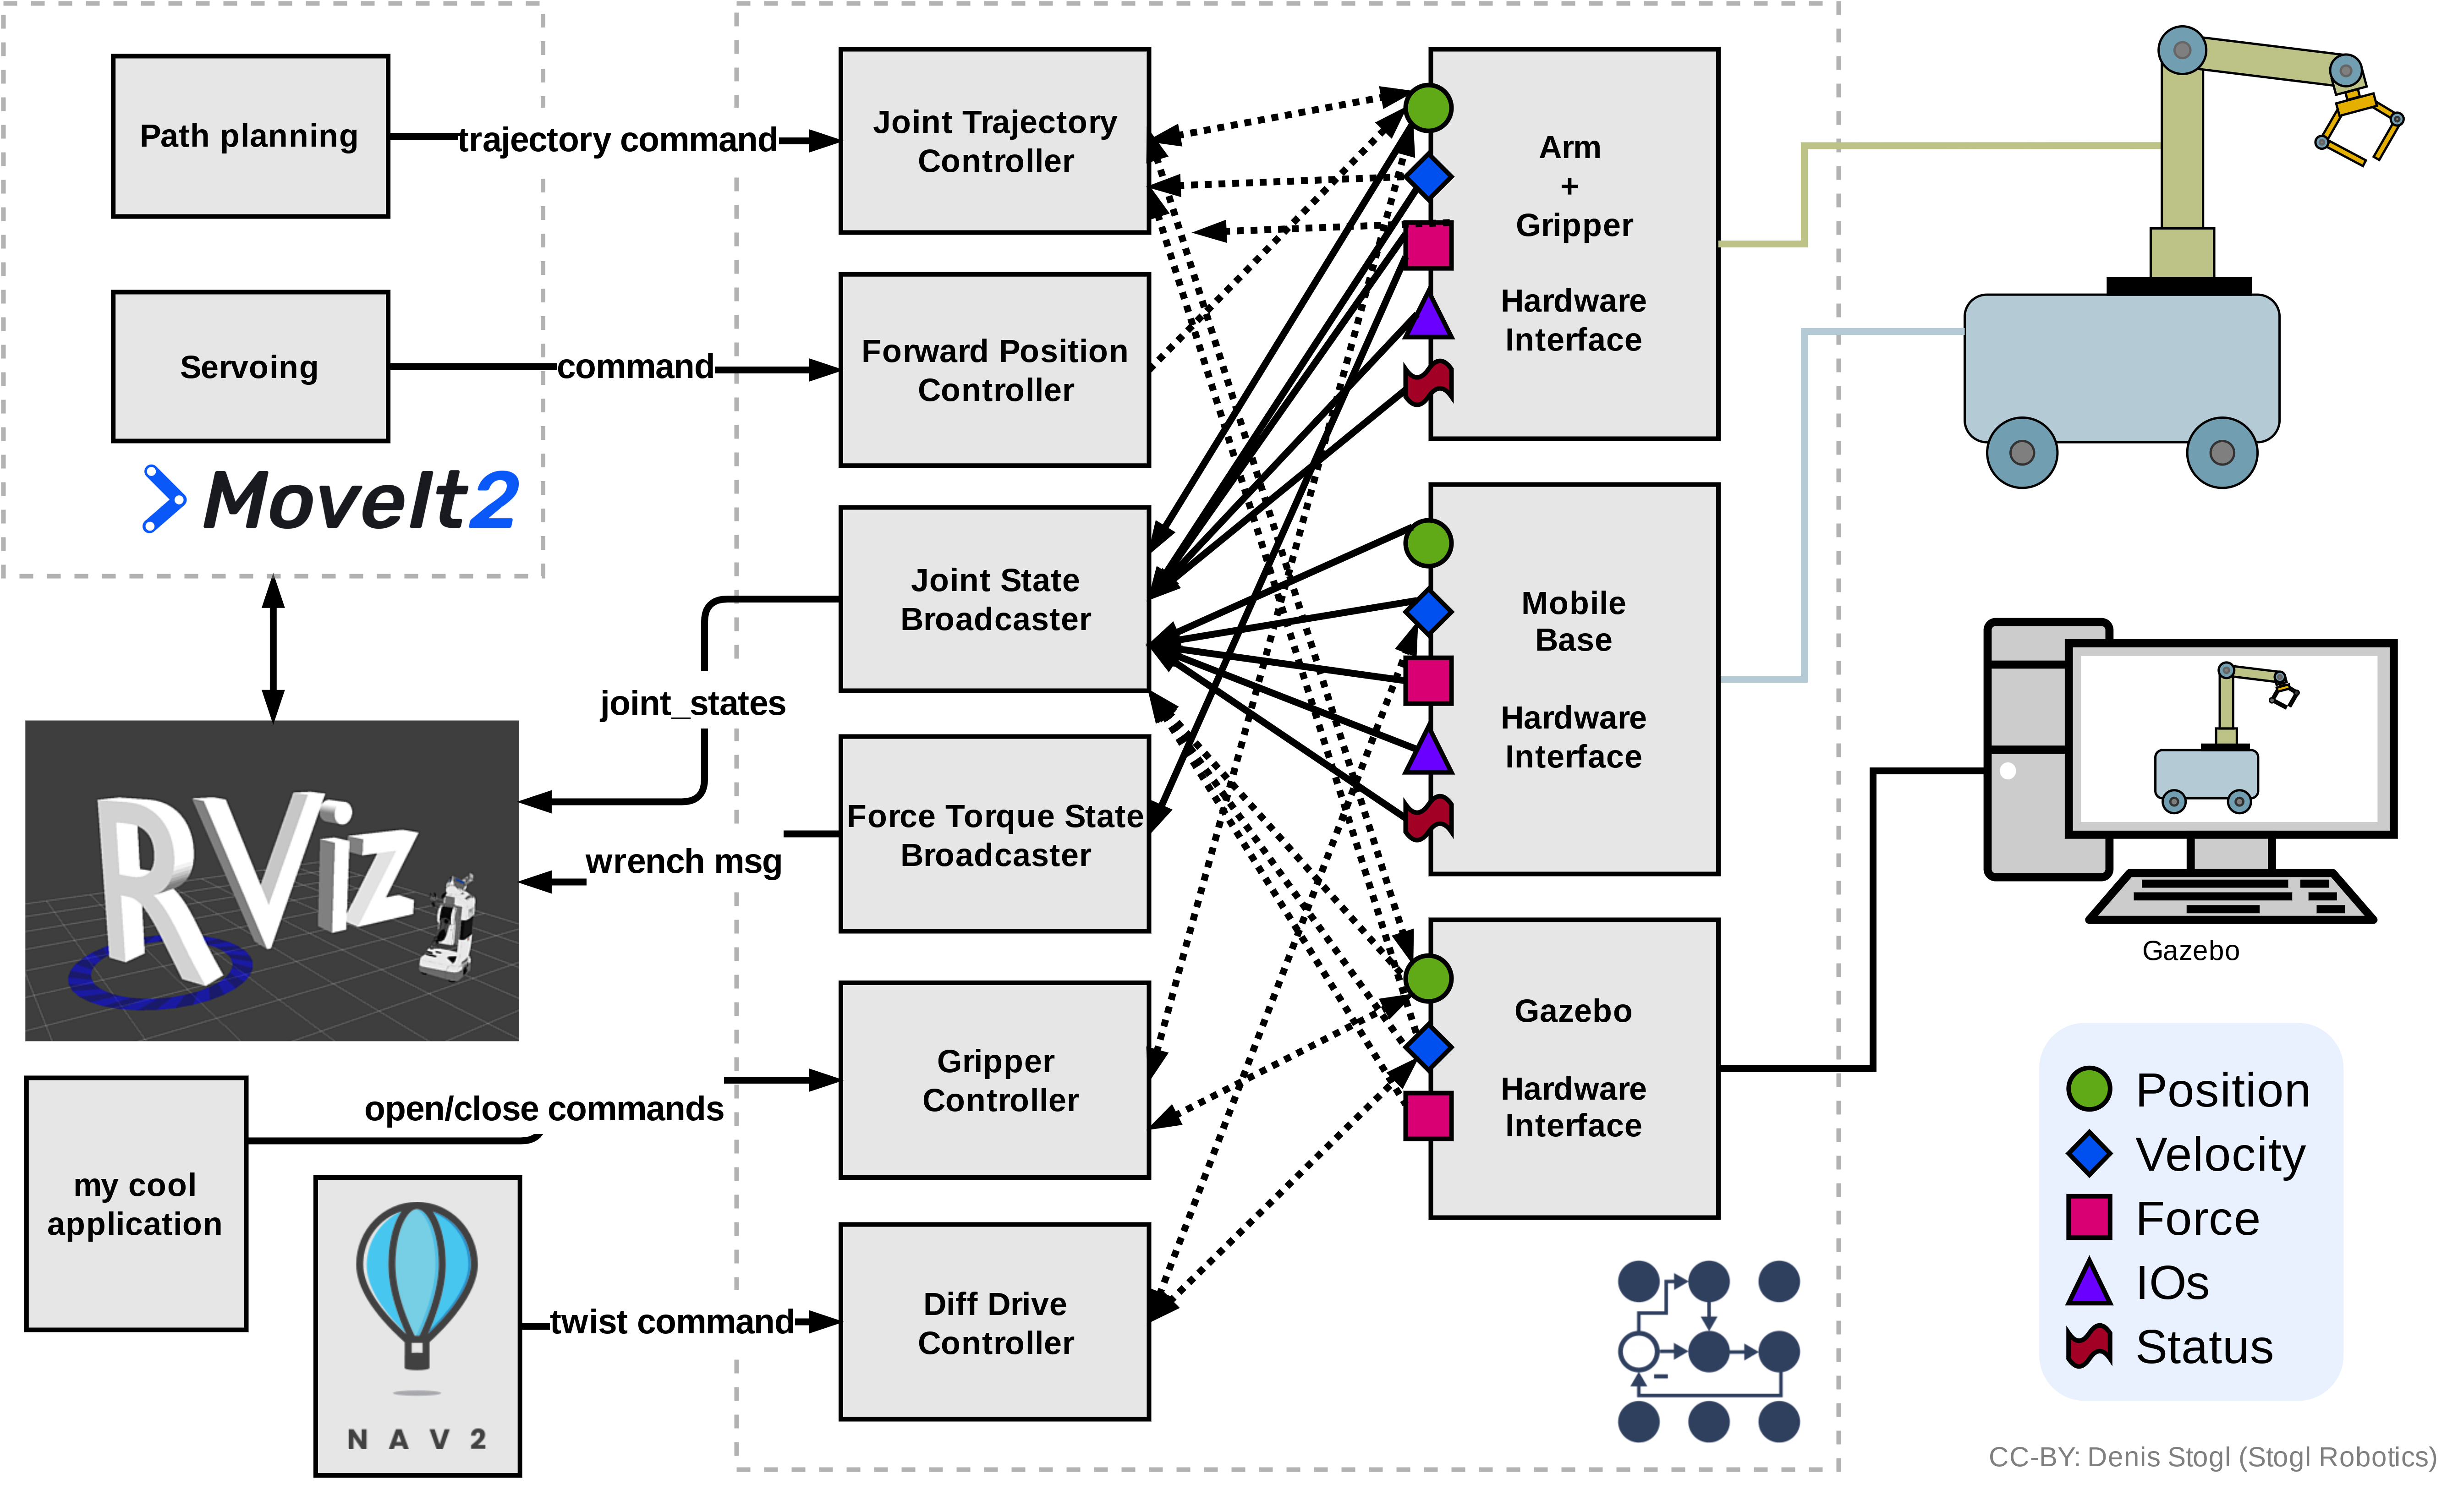 Path planning
trajectory command
Servoing
command
MoveIt2
joint_states
RViz
wrench msg
open/close commands
my cool
application
NAV2
twist command
Joint Trajectory
Controller
Forward Position
Controller
Joint State
Broadcaster
Force Torque State
Broadcaster
Gripper
Controller
Diff Drive
Controller
Arm
+
Gripper
Hardware
Interface
Mobile
Base
Hardware
Interface
Gazebo
Hardware
Interface
Gazebo
Position
Velocity
Force
IOs
Status
CC-BY: Denis Stogl (Stogl Robotics)